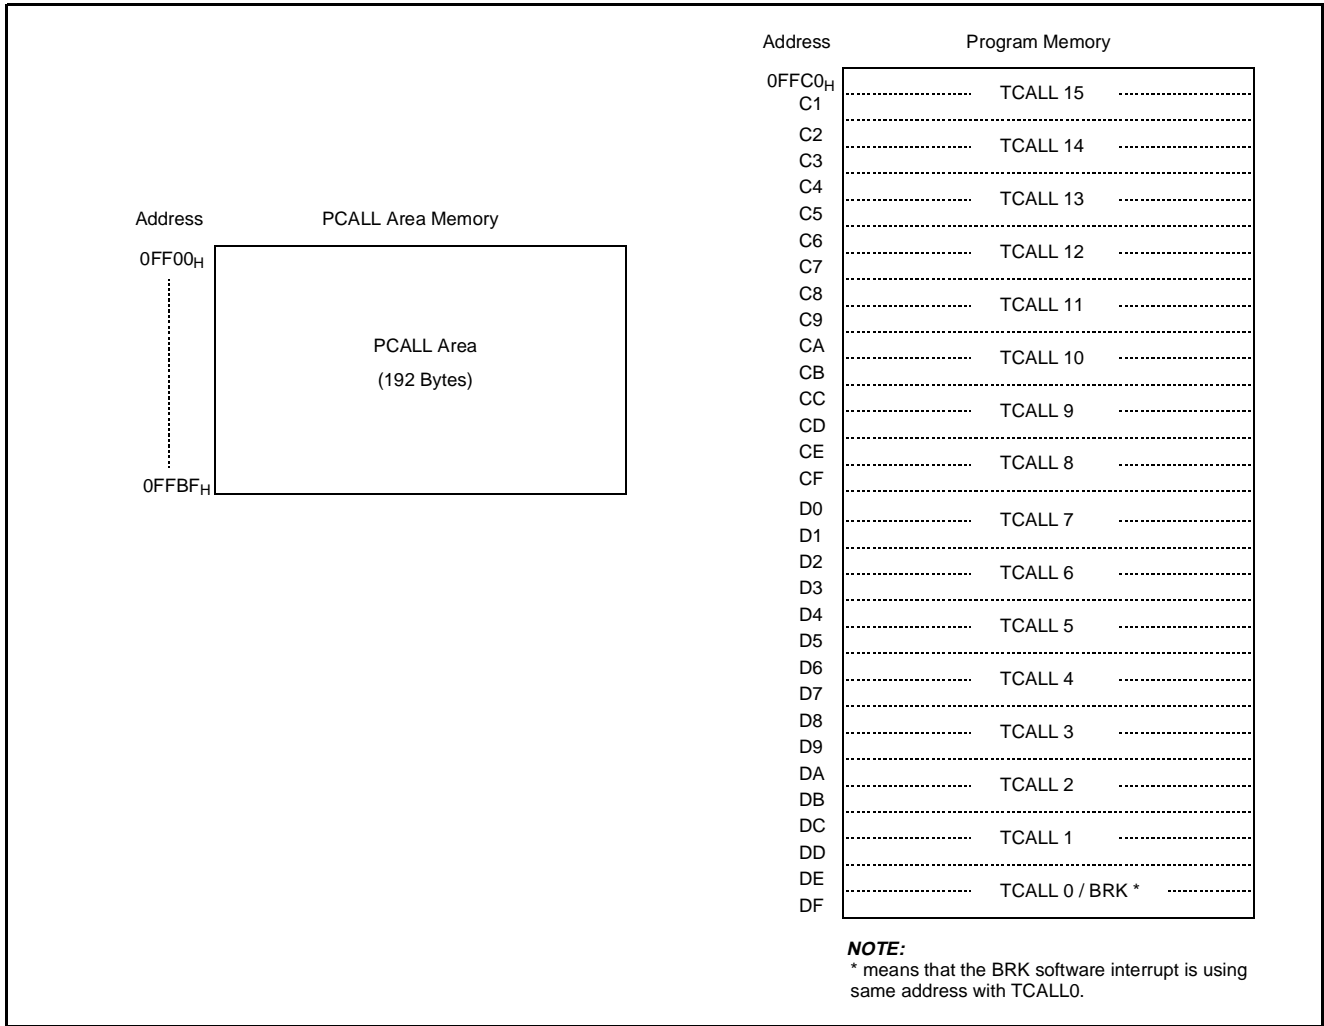 Address PCALL Area Memory
0FF00H
PCALL Area
(192 Bytes)
0FFBFH
Address Program Memory
0FFC0H
C1
TCALL 15
C2
C3
TCALL 14
C4
C5
TCALL 13
C6
C7
TCALL 12
C8
C9
TCALL 11
CA
CB
TCALL 10
CC
CD
TCALL 9
CE
CF
TCALL 8
D0
D1
TCALL 7
D2
D3
TCALL 6
D4
D5
TCALL 5
D6
D7
TCALL 4
D8
D9
TCALL 3
DA
DB
TCALL 2
DC
DD
TCALL 1
DE
DF
TCALL 0 / BRK *
NOTE:
* means that the BRK software interrupt is using
same address with TCALL0.